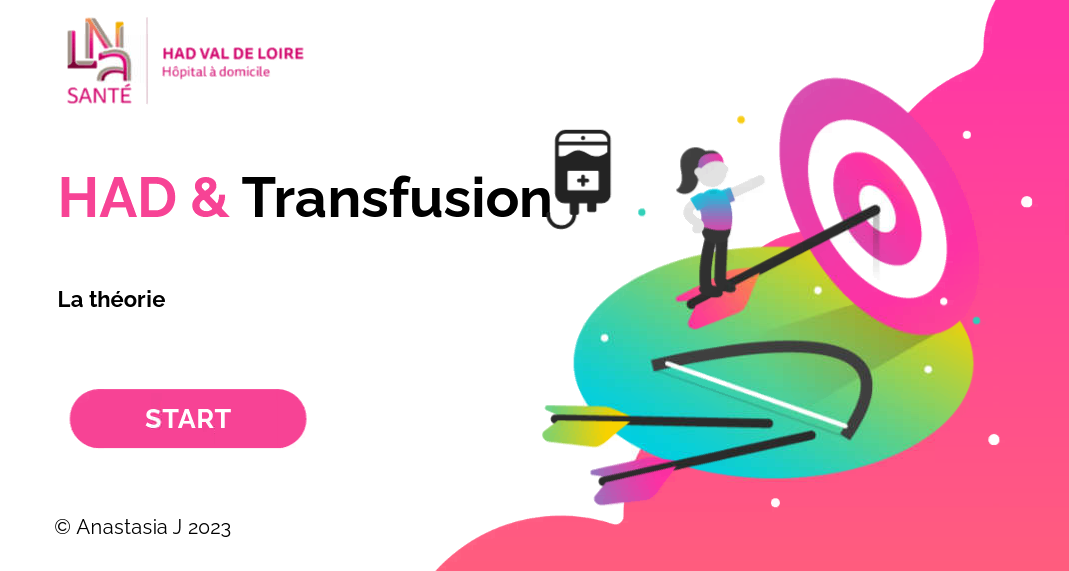 LNa
SANTÉ
HAD VAL DE LOIRE
Hôpital à domicile
HAD & Transfusion
La théorie
START
© Anastasia J 2023